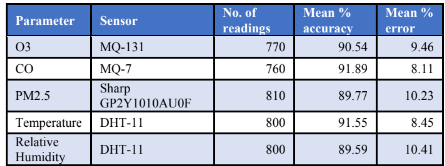 Parameter Sensor No. of readings Mean % accuracy Mean % error
O3 MQ-131 770 90.54 9.46
CO MQ-7 760 91.89 8.11
PM2.5 Sharp GP2Y1010AU0F 810 89.77 10.23
Temperature DHT-11 800 91.55 8.45
Relative Humidity DHT-11 800 89.59 10.41